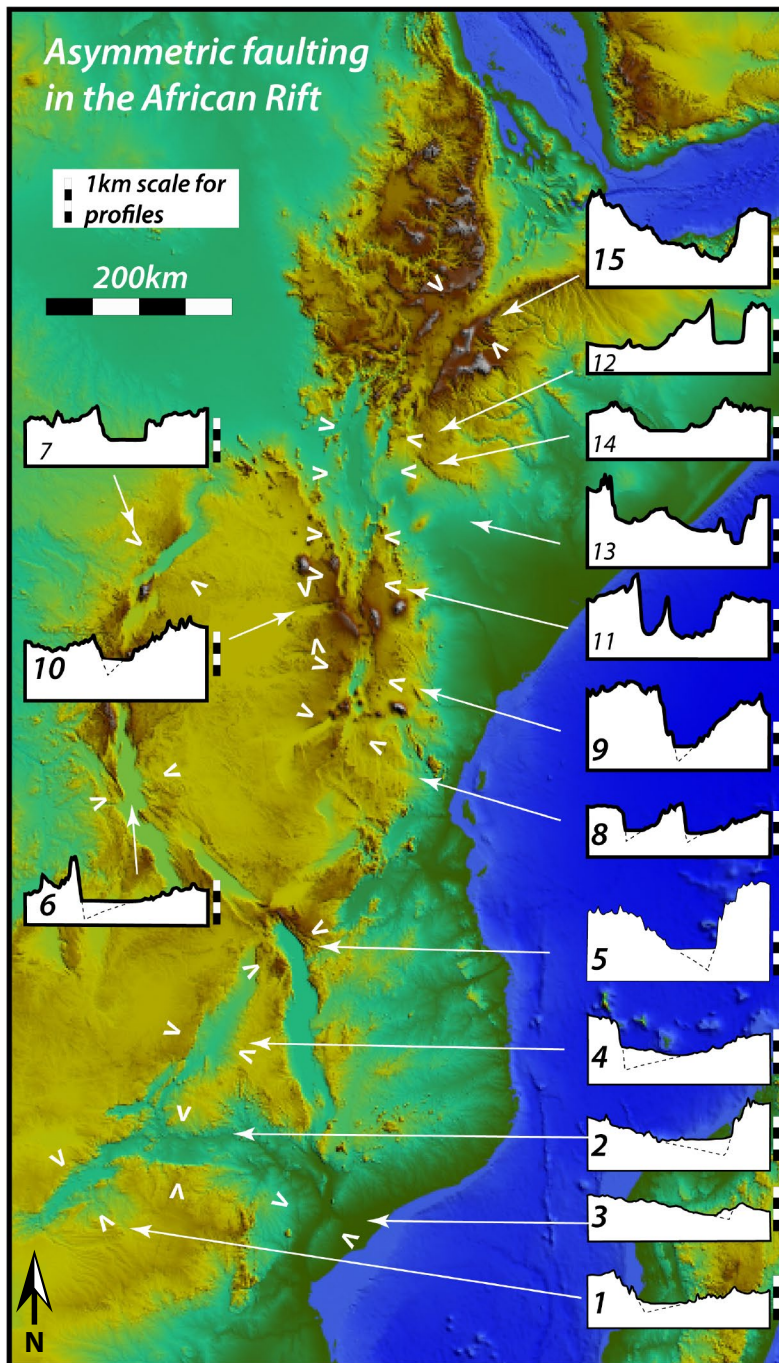 Asymmetric faulting
in the African Rift
1km scale for
profiles
200km
15
12
14
13
11
9
8
5
4
2
3
1
7
10
6
N